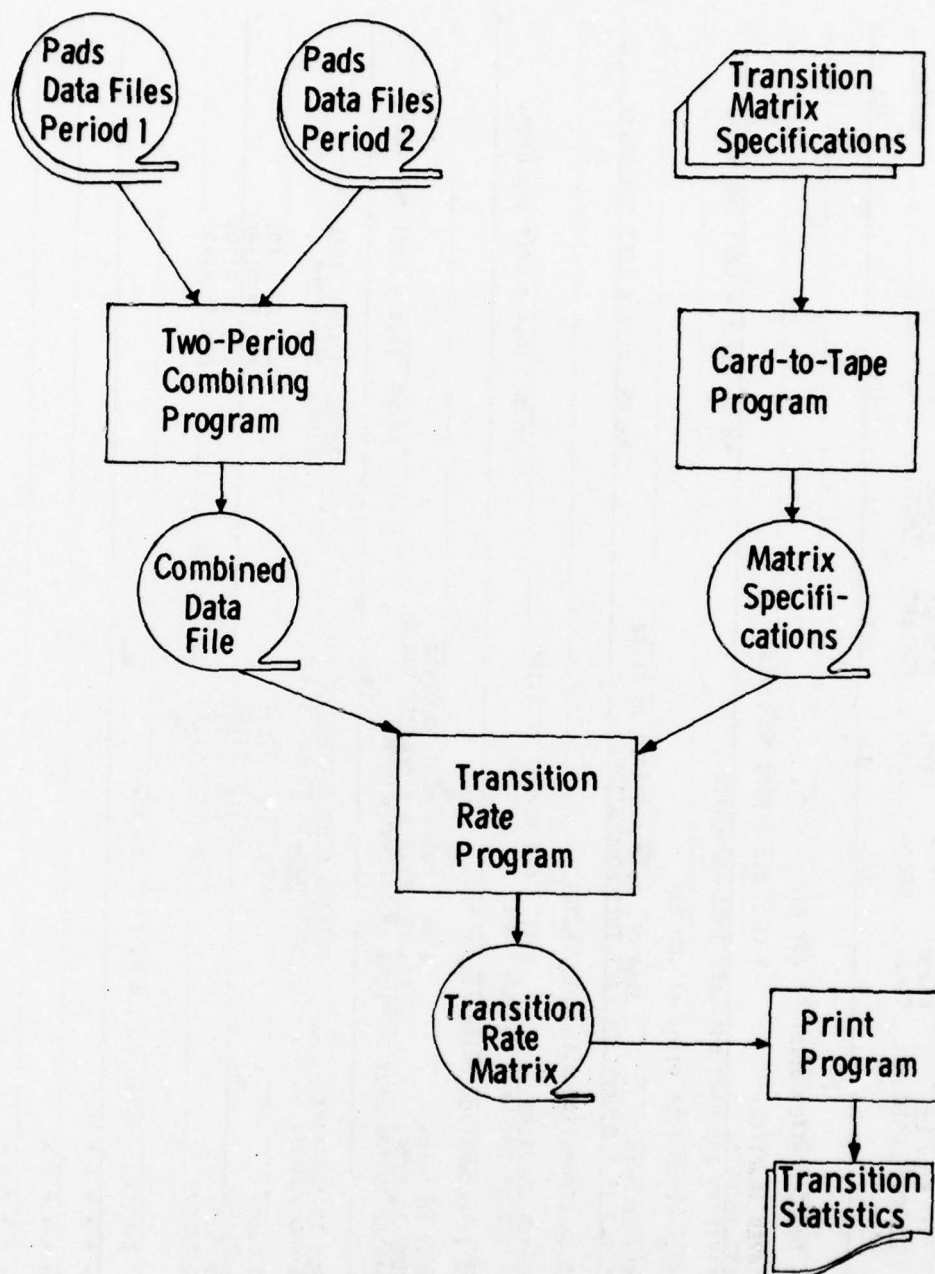 Pads
Data Files
Period 1
Pads
Data Files
Period 2
Transition
Matrix
Specifications
Two-Period
Combining
Program
Card-to-Tape
Program
Combined
Data
File
Matrix
Specifi-
cations
Transition
Rate
Program
Transition
Rate
Matrix
Print
Program
Transition
Statistics